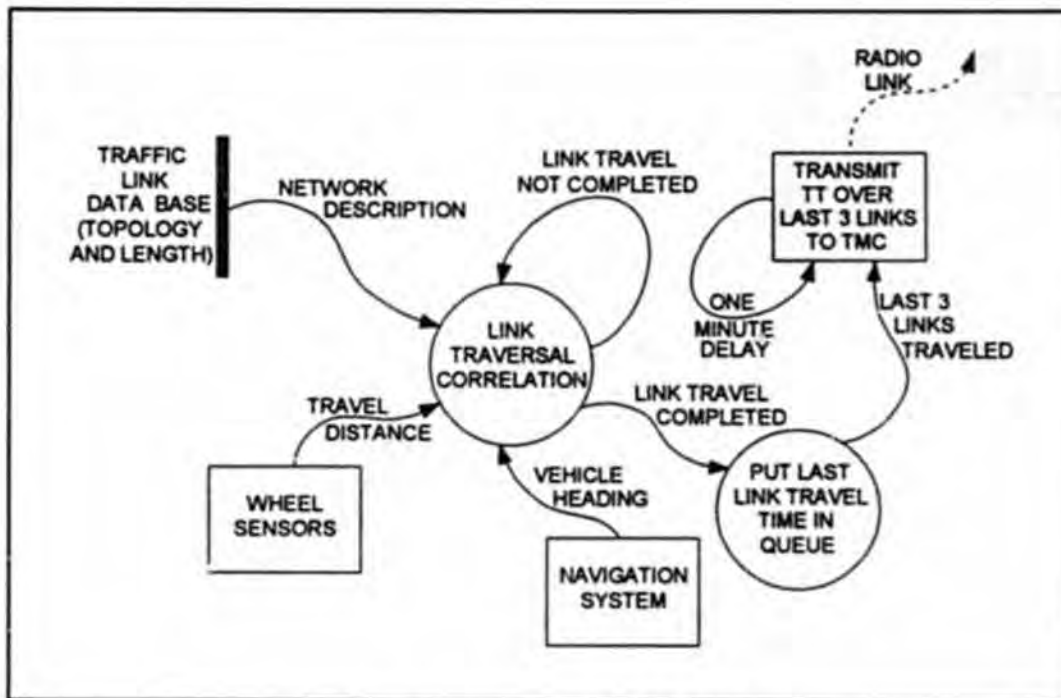 RADIO
LINK
TRAFFIC
LINK
DATA BASE
(TOPOLOGY
AND LENGTH)
NETWORK
DESCRIPTION
LINK TRAVEL
NOT COMPLETED
TRANSMIT
TT OVER
LAST 3 LINKS
TO TMC
ONE
MINUTE
DELAY
LAST 3
LINKS
TRAVELED
LINK
TRAVERSAL
CORRELATION
TRAVEL
DISTANCE
LINK TRAVEL
COMPLETED
WHEEL
SENSORS
VEHICLE
HEADING
PUT LAST
LINK TRAVEL
TIME IN
QUEUE
NAVIGATION
SYSTEM